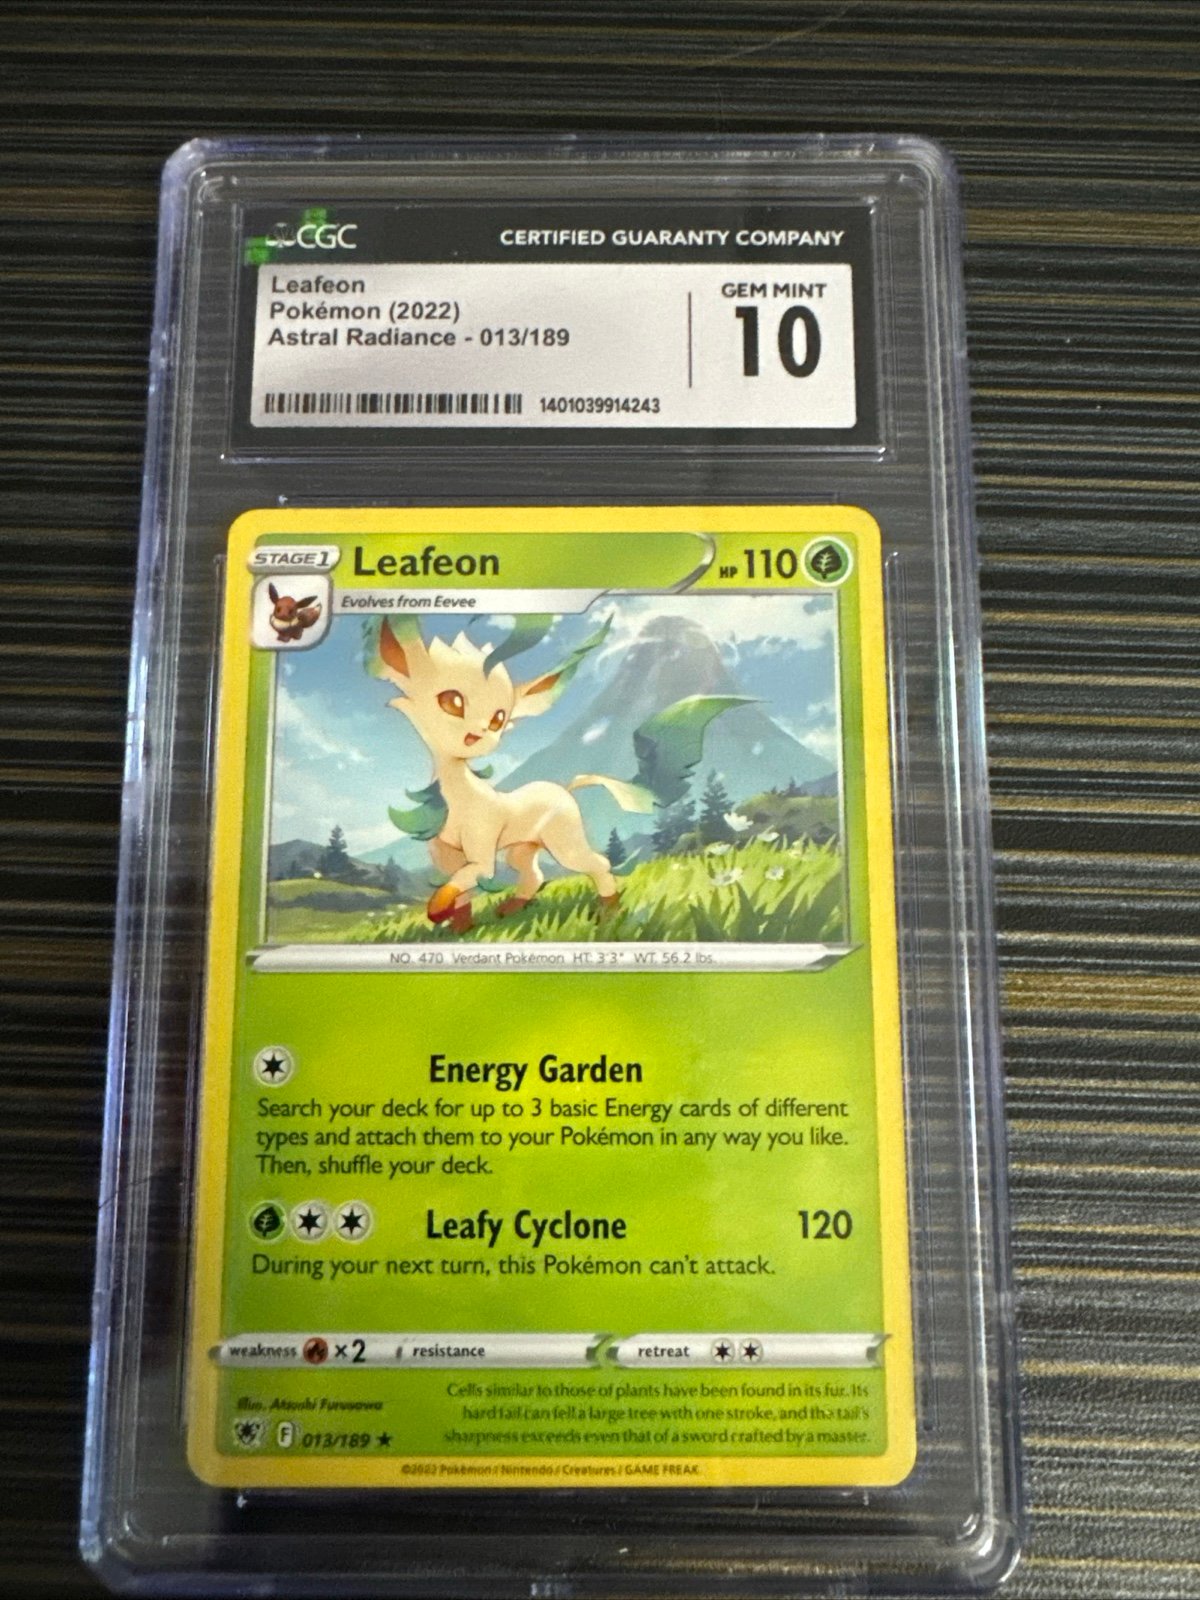 CGC
CERTIFIED GUARANTY COMPANY
Leafeon
Pokémon (2022)
Astral Radiance - 013/189
GEM MINT
10
1401039914243
STAGE 1
Leafeon
HP 110
Evolves from Eevee
NO. 470 Verdant Pokémon HT: 3'3" WT: 56.2 lbs.
Energy Garden
Search your deck for up to 3 basic Energy cards of different
types and attach them to your Pokémon in any way you like.
Then, shuffle your deck.
Leafy Cyclone 120
During your next turn, this Pokémon can't attack.
weakness ×2 resistance retreat
Illus. Atsushi Furusawa
Cells similar to those of plants have been found in its fur. Its
hard tail can fell a large tree with one stroke, and the tail's
sharpness exceeds even that of a sword crafted by a master.
F 013/189 ★
©2022 Pokémon / Nintendo / Creatures / GAME FREAK